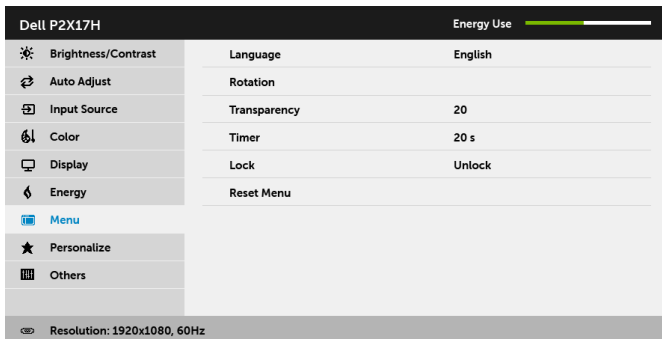 Dell P2X17H Energy Use
Brightness/Contrast Language English
Auto Adjust Rotation
Input Source Transparency 20
Color Timer 20 s
Display Lock Unlock
Energy Reset Menu
Menu
Personalize
Others
Resolution: 1920x1080, 60Hz